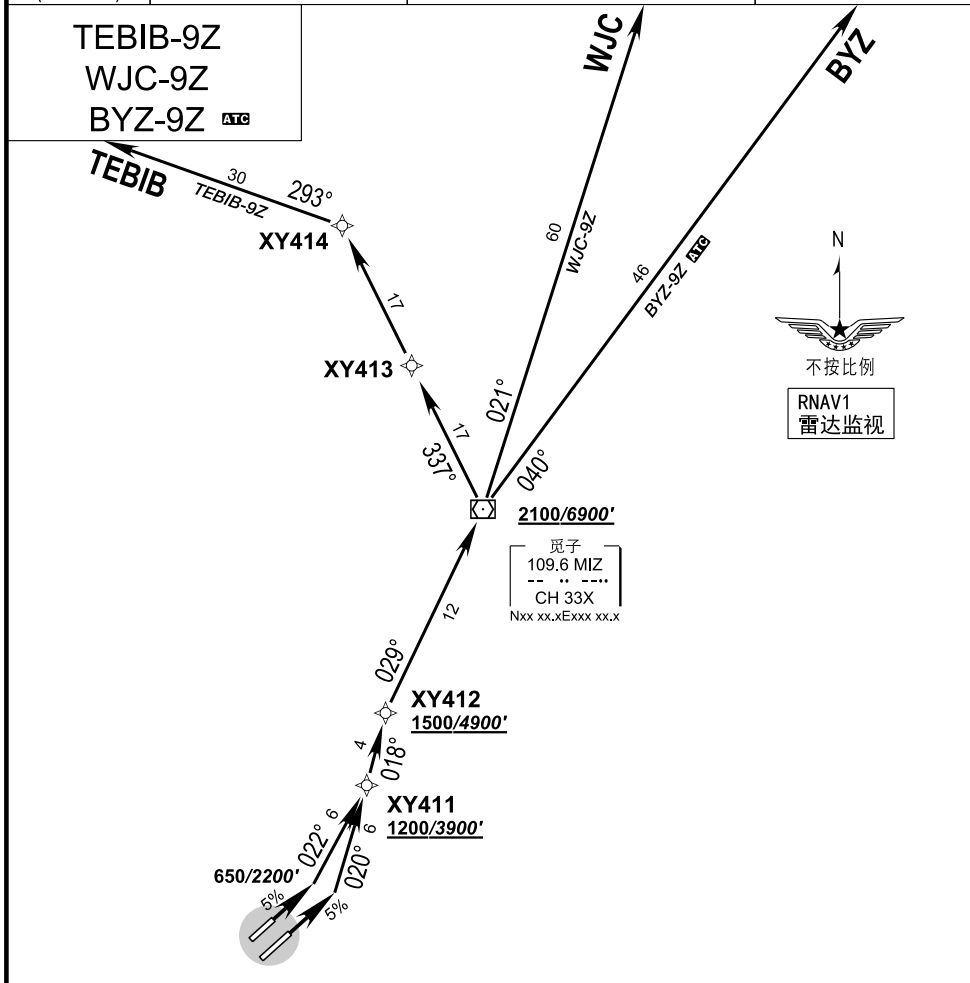 TEBIB-9Z
WJC-9Z
BYZ-9Z ATC
WJC
BYZ
TEBIB
30
TEBIB-9Z
293°
XY414
17
XY413
17
337°
60
WJC-9Z
021°
46
BYZ-9Z ATC
040°
N
不按比例
RNAV1
雷达监视
2100/6900'
觅子
109.6 MIZ
-- ·· --··
CH 33X
Nxx xx.xExxx xx.x
12
029°
XY412
1500/4900'
4
018°
XY411
1200/3900'
6
022°
6
020°
650/2200'
5%
5%